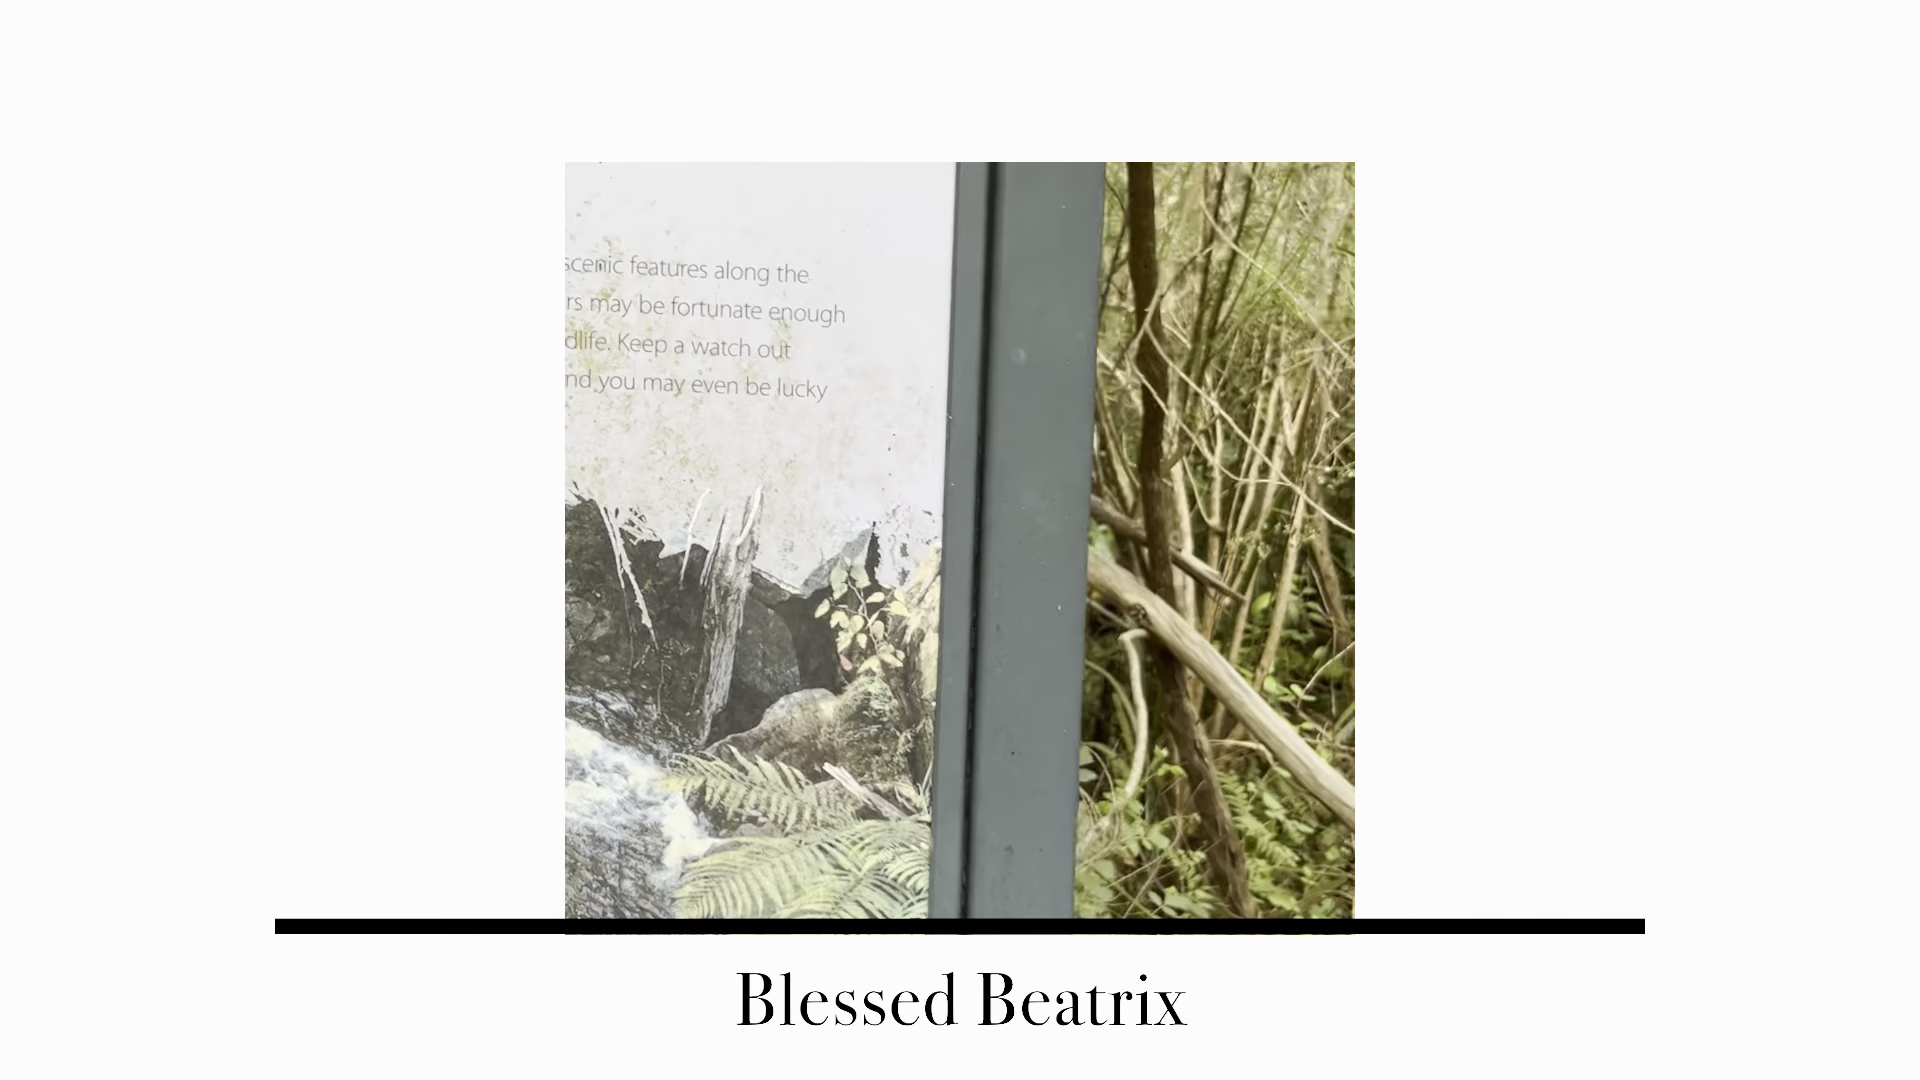 scenic features along the
rs may be fortunate enough
dlife. Keep a watch out
nd you may even be lucky
Blessed Beatrix